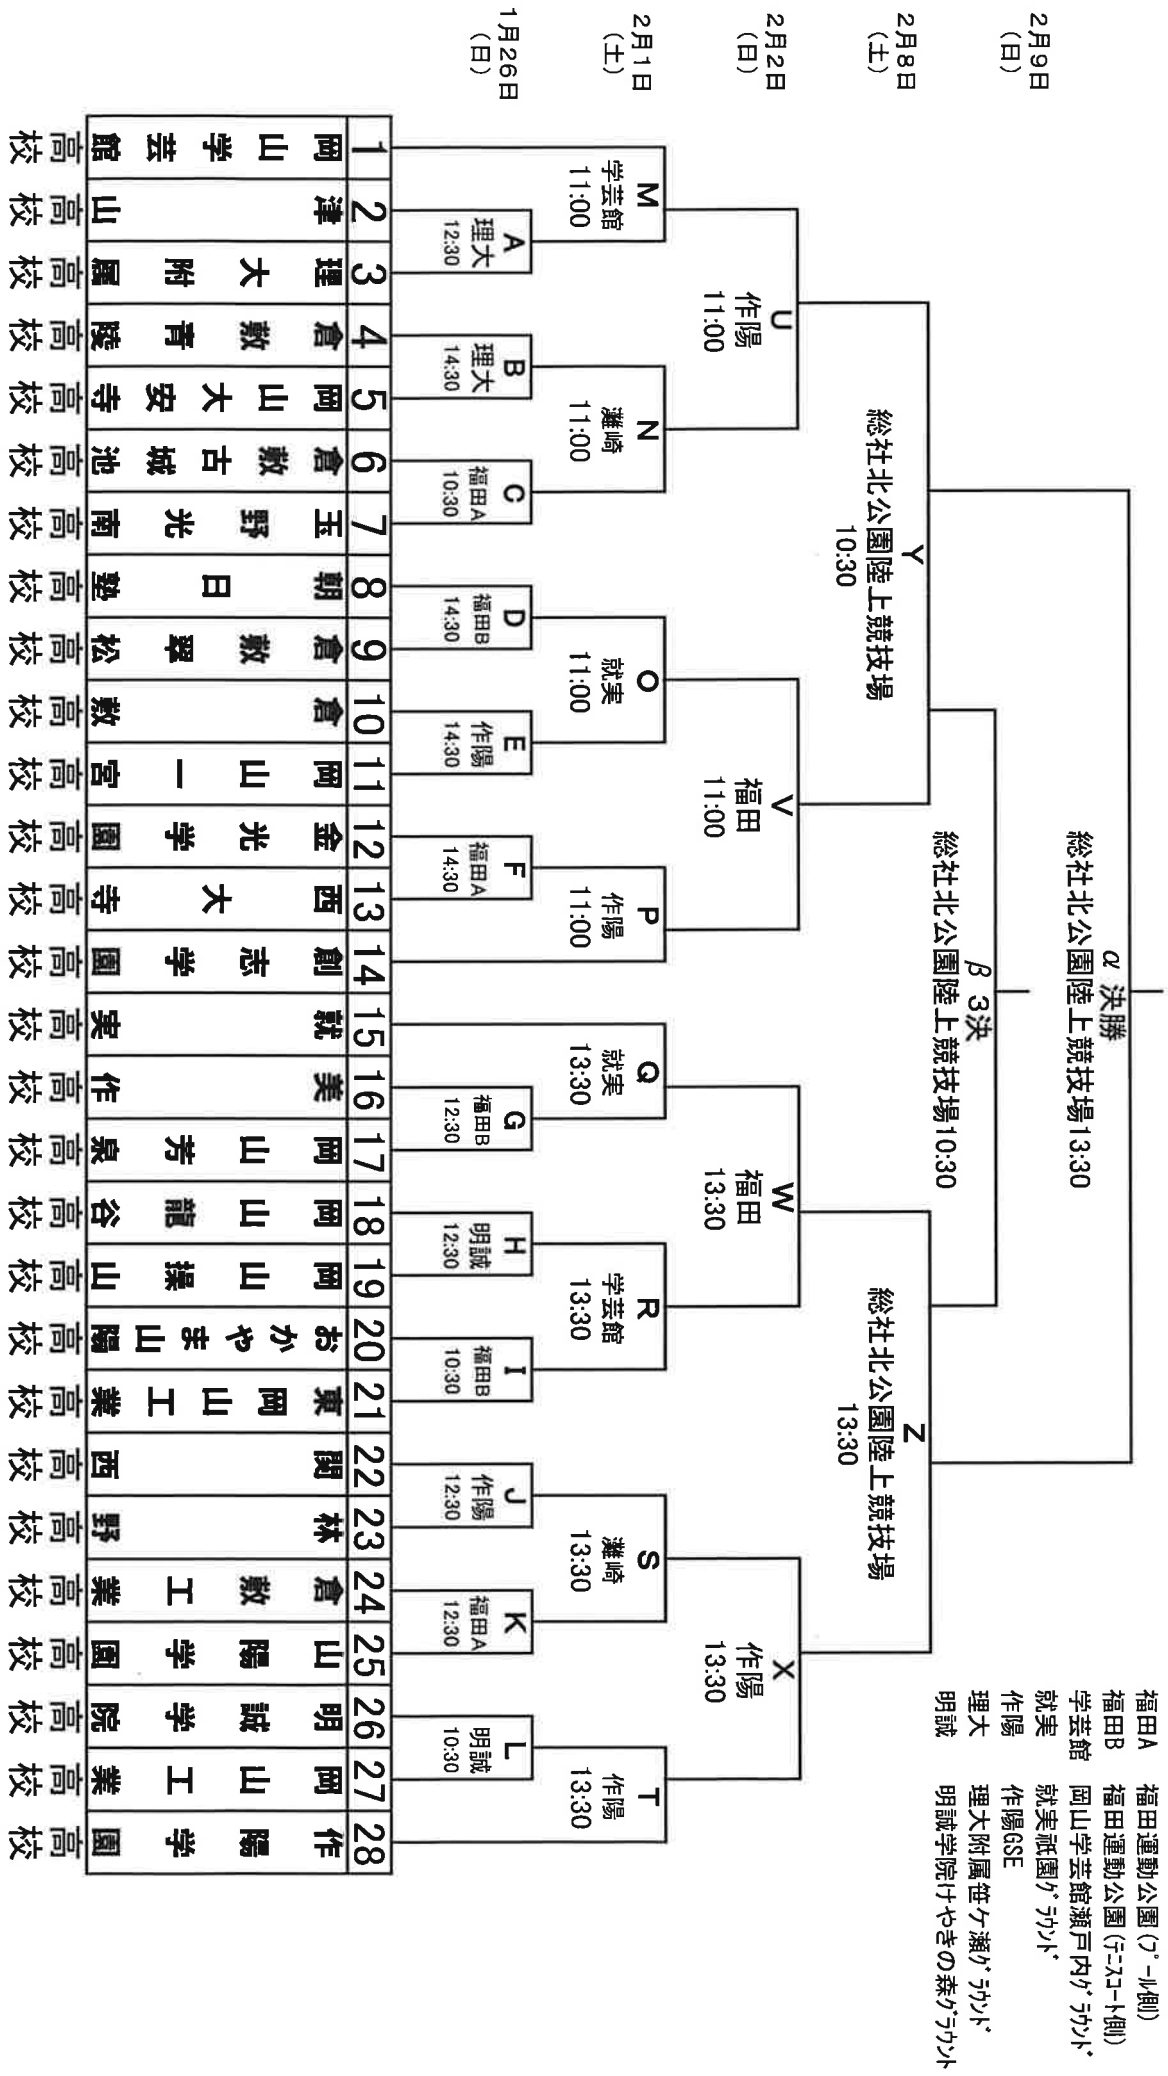 2月9日
(日)
2月8日
(土)
2月2日
(日)
2月1日
(土)
1月26日
(日)
α 決勝
総社北公園陸上競技場13:30
β 3決
総社北公園陸上競技場10:30
Y
総社北公園陸上競技場
10:30
Z
総社北公園陸上競技場
13:30
U
作陽
11:00
V
福田
11:00
W
福田
13:30
X
作陽
13:30
M
学芸館
11:00
N
灘崎
11:00
O
就実
11:00
P
作陽
11:00
Q
就実
13:30
R
学芸館
13:30
S
灘崎
13:30
T
作陽
13:30
A
理大
12:30
B
理大
14:30
C
福田A
10:30
D
福田B
14:30
E
作陽
14:30
F
福田A
14:30
G
福田B
12:30
H
明誠
12:30
I
福田B
10:30
J
作陽
12:30
K
福田A
12:30
L
明誠
10:30
1 岡山学芸館 高校
2 津山 高校
3 理大附属 高校
4 倉敷青陵 高校
5 岡山大安寺 高校
6 倉敷古城池 高校
7 玉野光南 高校
8 朝日塾 高校
9 倉敷翠松 高校
10 倉敷 高校
11 岡山一宮 高校
12 金光学園 高校
13 西大寺 高校
14 創志学園 高校
15 就実 高校
16 美作 高校
17 岡山芳泉 高校
18 岡山龍谷 高校
19 岡山操山 高校
20 おかやま山陽 高校
21 東岡山工業 高校
22 関西 高校
23 林野 高校
24 倉敷工業 高校
25 山陽学園 高校
26 明誠学院 高校
27 岡山工業 高校
28 作陽学園 高校
福田A 福田運動公園(プール側)
福田B 福田運動公園(テニスコート側)
学芸館 岡山学芸館瀬戸内グラウンド
就実 就実祇園グラウンド
作陽 作陽GSE
理大 理大附属笹ケ瀬グラウンド
明誠 明誠学院けやきの森グラウント